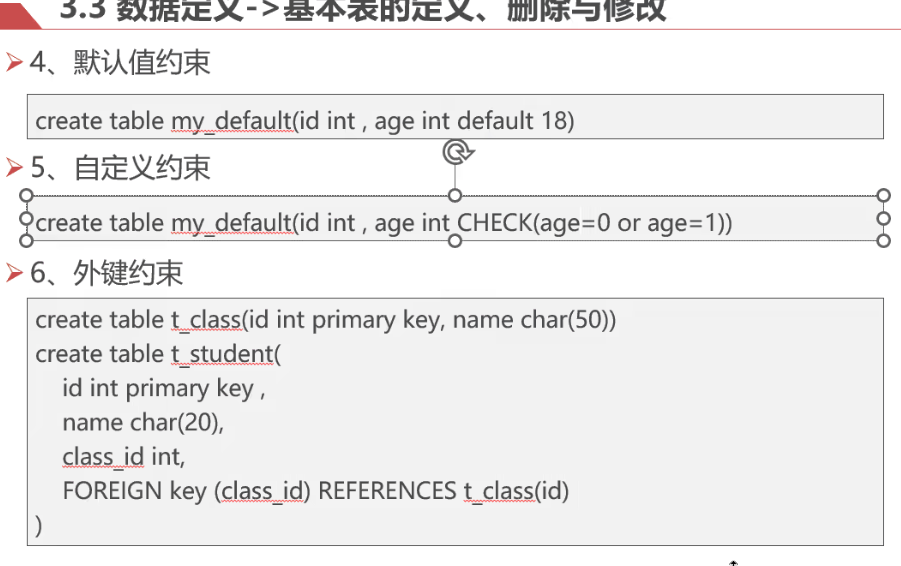 3.3 数据定义->基本表的定义、删除与修改
4、默认值约束
create table my_default(id int , age int default 18)
5、自定义约束
create table my_default(id int , age int CHECK(age=0 or age=1))
6、外键约束
create table t_class(id int primary key, name char(50))
create table t_student(
id int primary key ,
name char(20),
class_id int,
FOREIGN key (class_id) REFERENCES t_class(id)
)